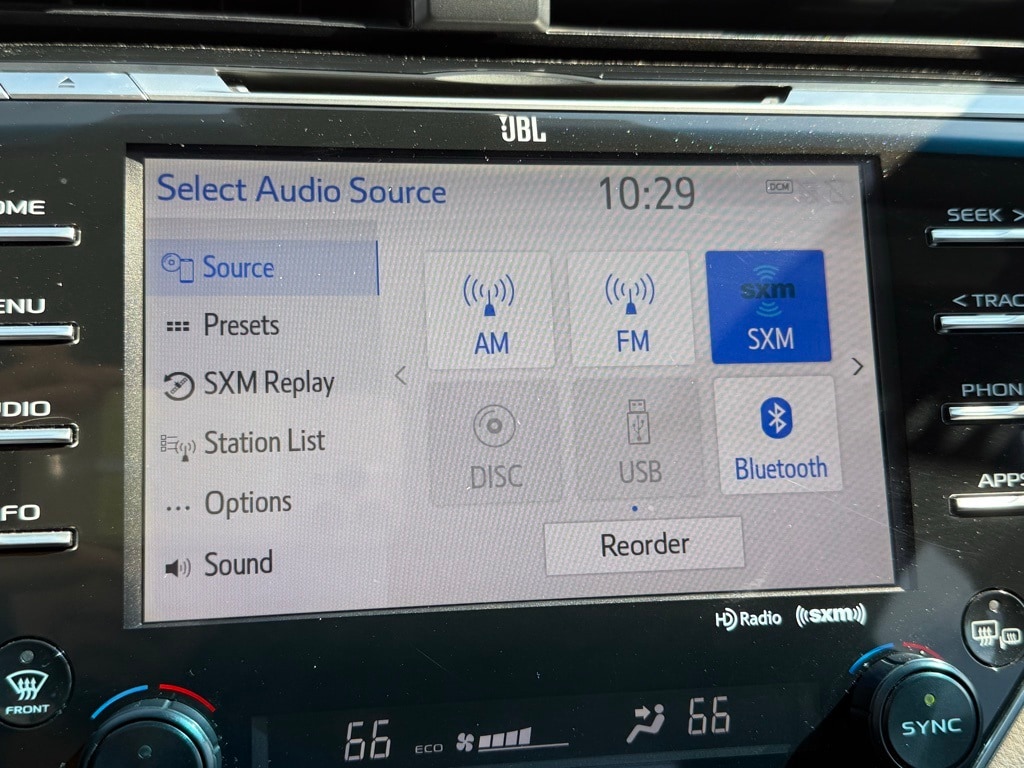 JBL
Select Audio Source
10:29
DCM
Source
Presets
SXM Replay
Station List
Options
Sound
AM
FM
sxm
SXM
DISC
USB
Bluetooth
Reorder
OME
ENU
UDIO
FO
SEEK >
< TRAC
PHON
APPS
HD Radio
((sxm))
FRONT
66
ECO
66
SYNC